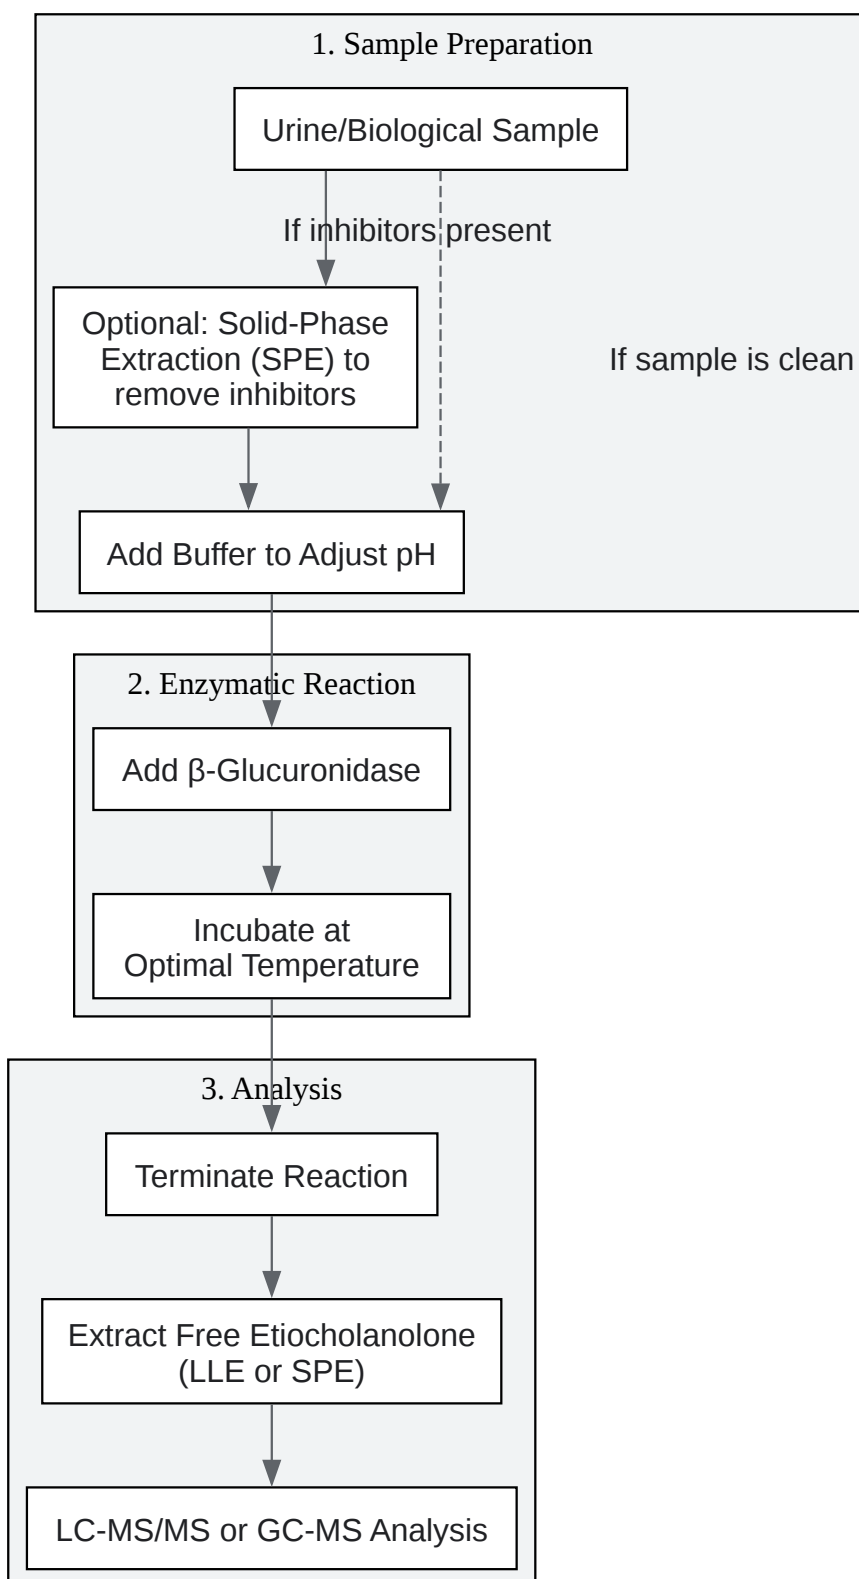 1. Sample Preparation
Urine/Biological Sample
If inhibitors present
Optional: Solid-Phase
Extraction (SPE) to
remove inhibitors
If sample is clean
Add Buffer to Adjust pH
2. Enzymatic Reaction
Add β-Glucuronidase
Incubate at
Optimal Temperature
3. Analysis
Terminate Reaction
Extract Free Etiocholanolone
(LLE or SPE)
LC-MS/MS or GC-MS Analysis